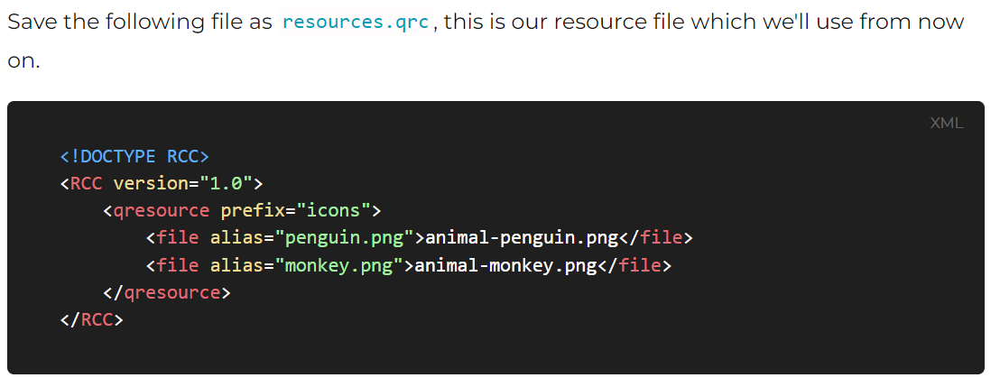 Save the following file as resources.qrc, this is our resource file which we'll use from now
on.
XML
<!DOCTYPE RCC>
<RCC version="1.0">
    <qresource prefix="icons">
        <file alias="penguin.png">animal-penguin.png</file>
        <file alias="monkey.png">animal-monkey.png</file>
    </qresource>
</RCC>